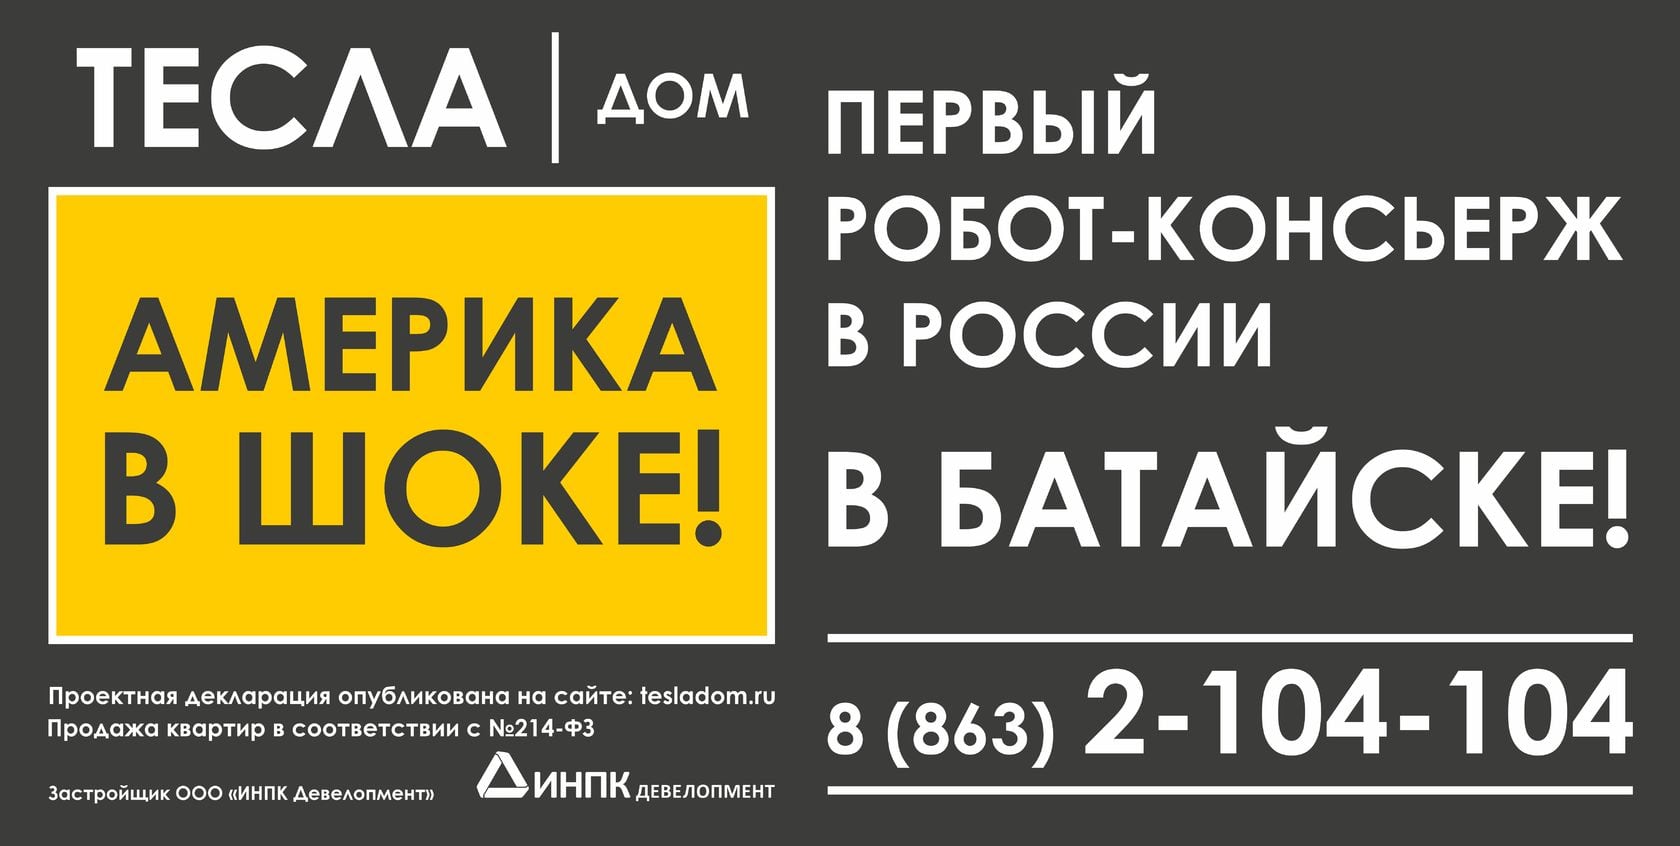 ТЕСЛА ДОМ
АМЕРИКА
В ШОКЕ!
Проектная декларация опубликована на сайте: tesladom.ru
Продажа квартир в соответствии с №214-ФЗ
Застройщик ООО «ИНПК Девелопмент»
ИНПК ДЕВЕЛОПМЕНТ
ПЕРВЫЙ
РОБОТ-КОНСЬЕРЖ
В РОССИИ
В БАТАЙСКЕ!
8 (863) 2-104-104